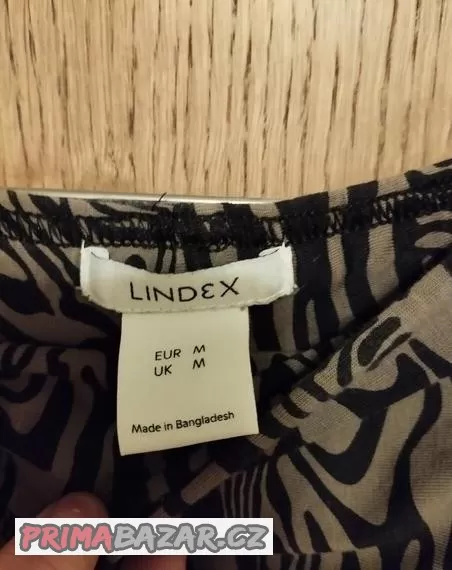 LINDEX
EUR M
UK M
Made in Bangladesh
PRIMABAZAR.CZ